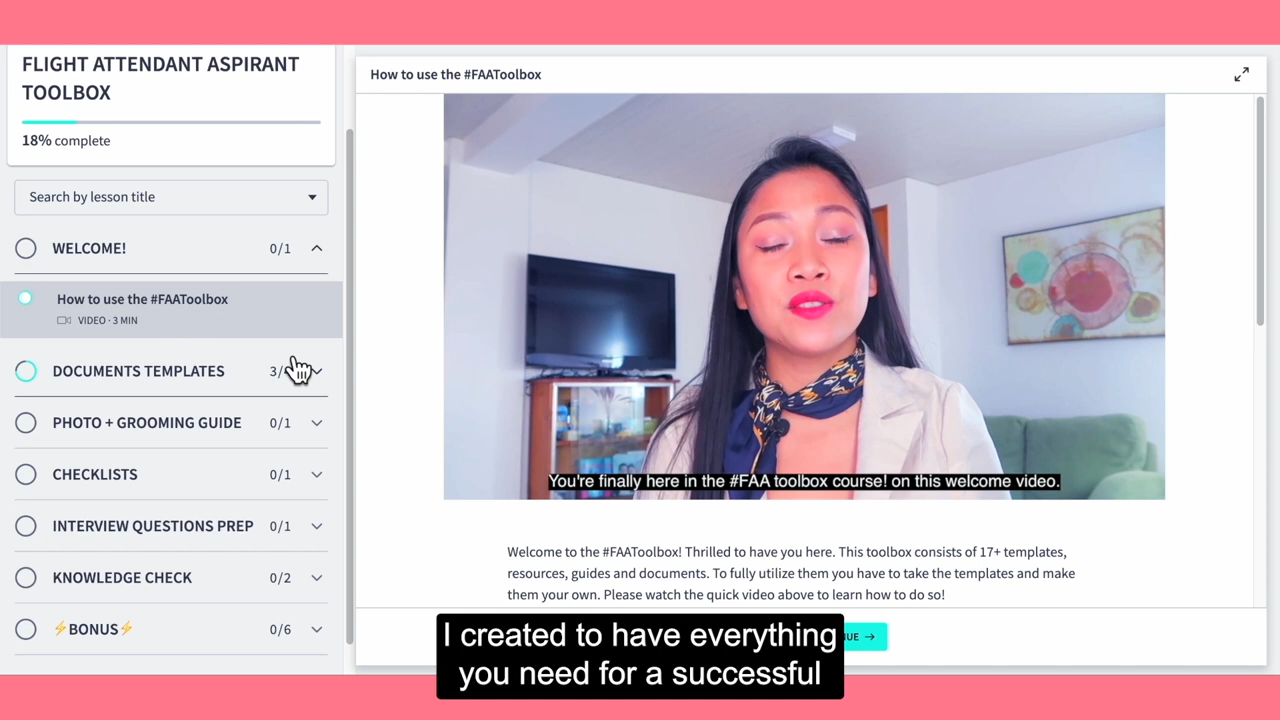 FLIGHT ATTENDANT ASPIRANT
TOOLBOX
18% complete
Search by lesson title
WELCOME! 0/1
How to use the #FAAToolbox
VIDEO · 3 MIN
DOCUMENTS TEMPLATES 3/
PHOTO + GROOMING GUIDE 0/1
CHECKLISTS 0/1
INTERVIEW QUESTIONS PREP 0/1
KNOWLEDGE CHECK 0/2
⚡BONUS⚡ 0/6
How to use the #FAAToolbox
You're finally here in the #FAA toolbox course! on this welcome video.
Welcome to the #FAAToolbox! Thrilled to have you here. This toolbox consists of 17+ templates,
resources, guides and documents. To fully utilize them you have to take the templates and make
them your own. Please watch the quick video above to learn how to do so!
I created to have everything
you need for a successful